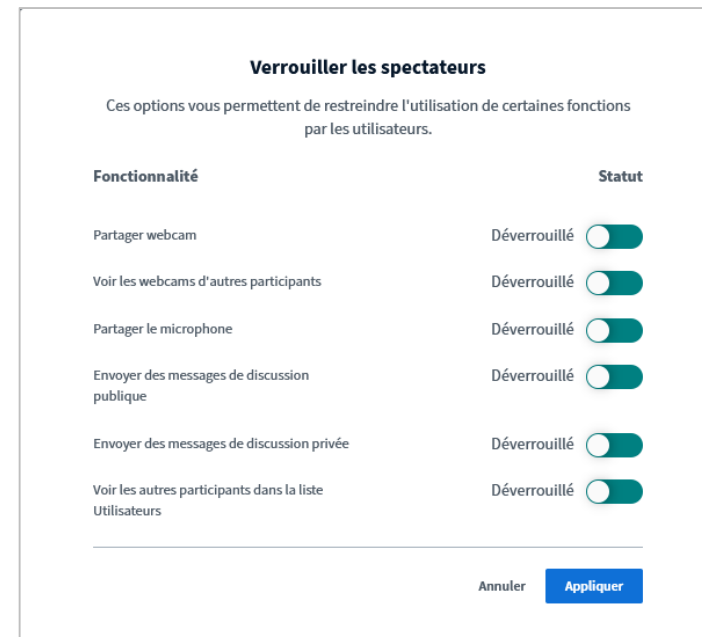 Verrouiller les spectateurs
Ces options vous permettent de restreindre l'utilisation de certaines fonctions
par les utilisateurs.
Fonctionnalité Statut
Partager webcam Déverrouillé
Voir les webcams d'autres participants Déverrouillé
Partager le microphone Déverrouillé
Envoyer des messages de discussion Déverrouillé
publique
Envoyer des messages de discussion privée Déverrouillé
Voir les autres participants dans la liste Déverrouillé
Utilisateurs
Annuler Appliquer